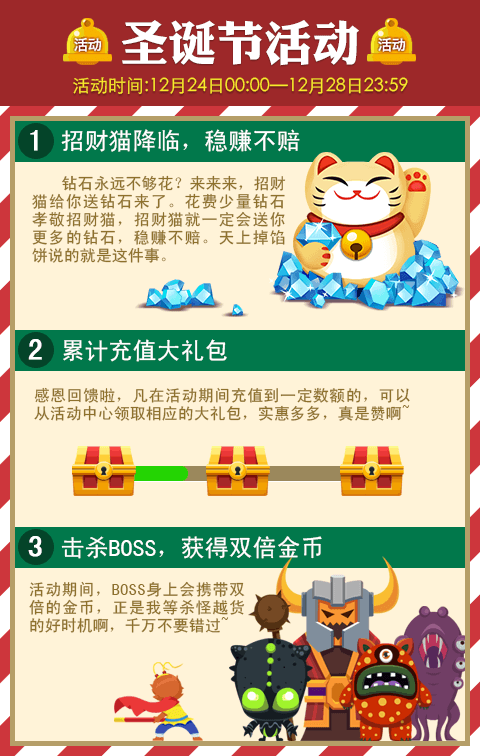 活动
圣诞节活动
活动
活动时间:12月24日00:00—12月28日23:59
1 招财猫降临，稳赚不赔
钻石永远不够花？来来来，招财
猫给你送钻石来了。花费少量钻石
孝敬招财猫，招财猫就一定会送你
更多的钻石，稳赚不赔。天上掉馅
饼说的就是这件事。
2 累计充值大礼包
感恩回馈啦，凡在活动期间充值到一定数额的，可以
从活动中心领取相应的大礼包，实惠多多，真是赞啊~
3 击杀BOSS，获得双倍金币
活动期间，BOSS身上会携带双
倍的金币，正是我等杀怪越货
的好时机啊，千万不要错过~